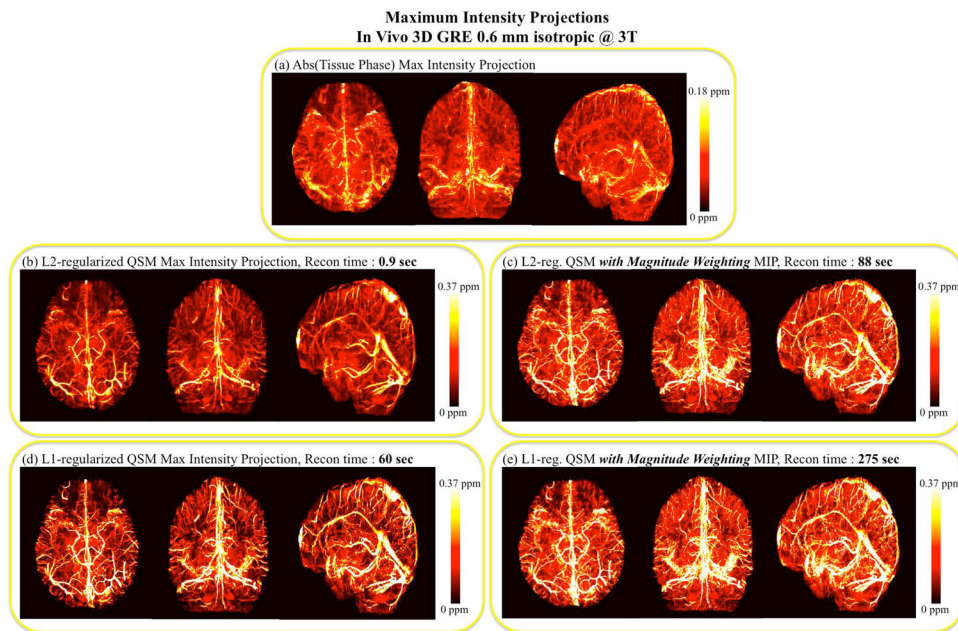 Maximum Intensity Projections
In Vivo 3D GRE 0.6 mm isotropic @ 3T
(a) Abs(Tissue Phase) Max Intensity Projection
0.18 ppm
0 ppm
(b) L2-regularized QSM Max Intensity Projection, Recon time : 0.9 sec
0.37 ppm
0 ppm
(c) L2-reg. QSM with Magnitude Weighting MIP, Recon time : 88 sec
0.37 ppm
0 ppm
(d) L1-regularized QSM Max Intensity Projection, Recon time : 60 sec
0.37 ppm
0 ppm
(e) L1-reg. QSM with Magnitude Weighting MIP, Recon time : 275 sec
0.37 ppm
0 ppm